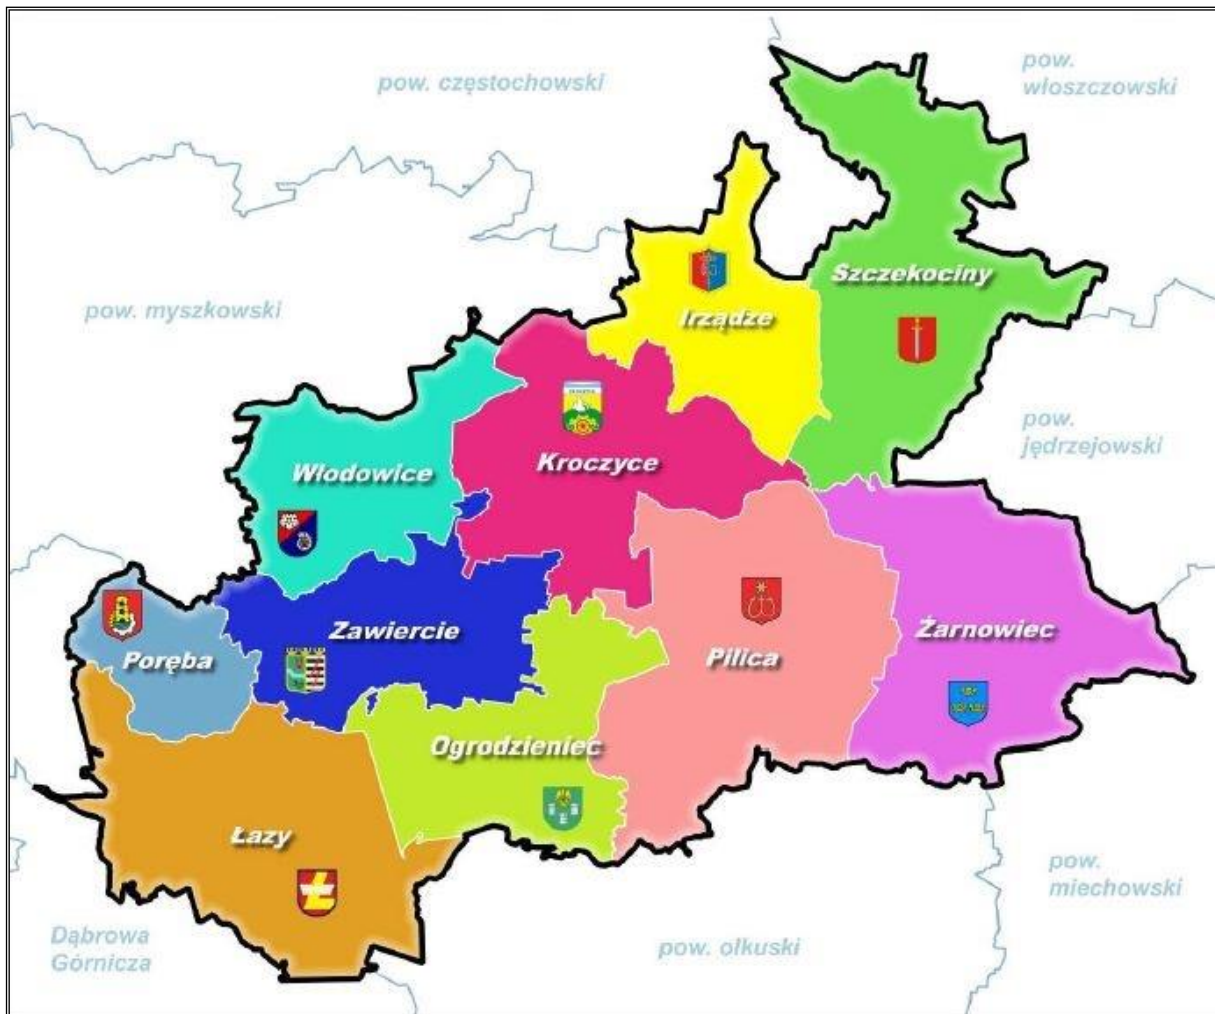 pow. częstochowski
pow.
włoszczowski
Szczekociny
pow. myszkowski
Irządze
pow.
jędrzejowski
Kroczyce
Włodowice
Zawiercie
Żarnowiec
Poręba
Pilica
Ogrodzieniec
Łazy
pow.
miechowski
Dąbrowa
Górnicza
pow. olkuski